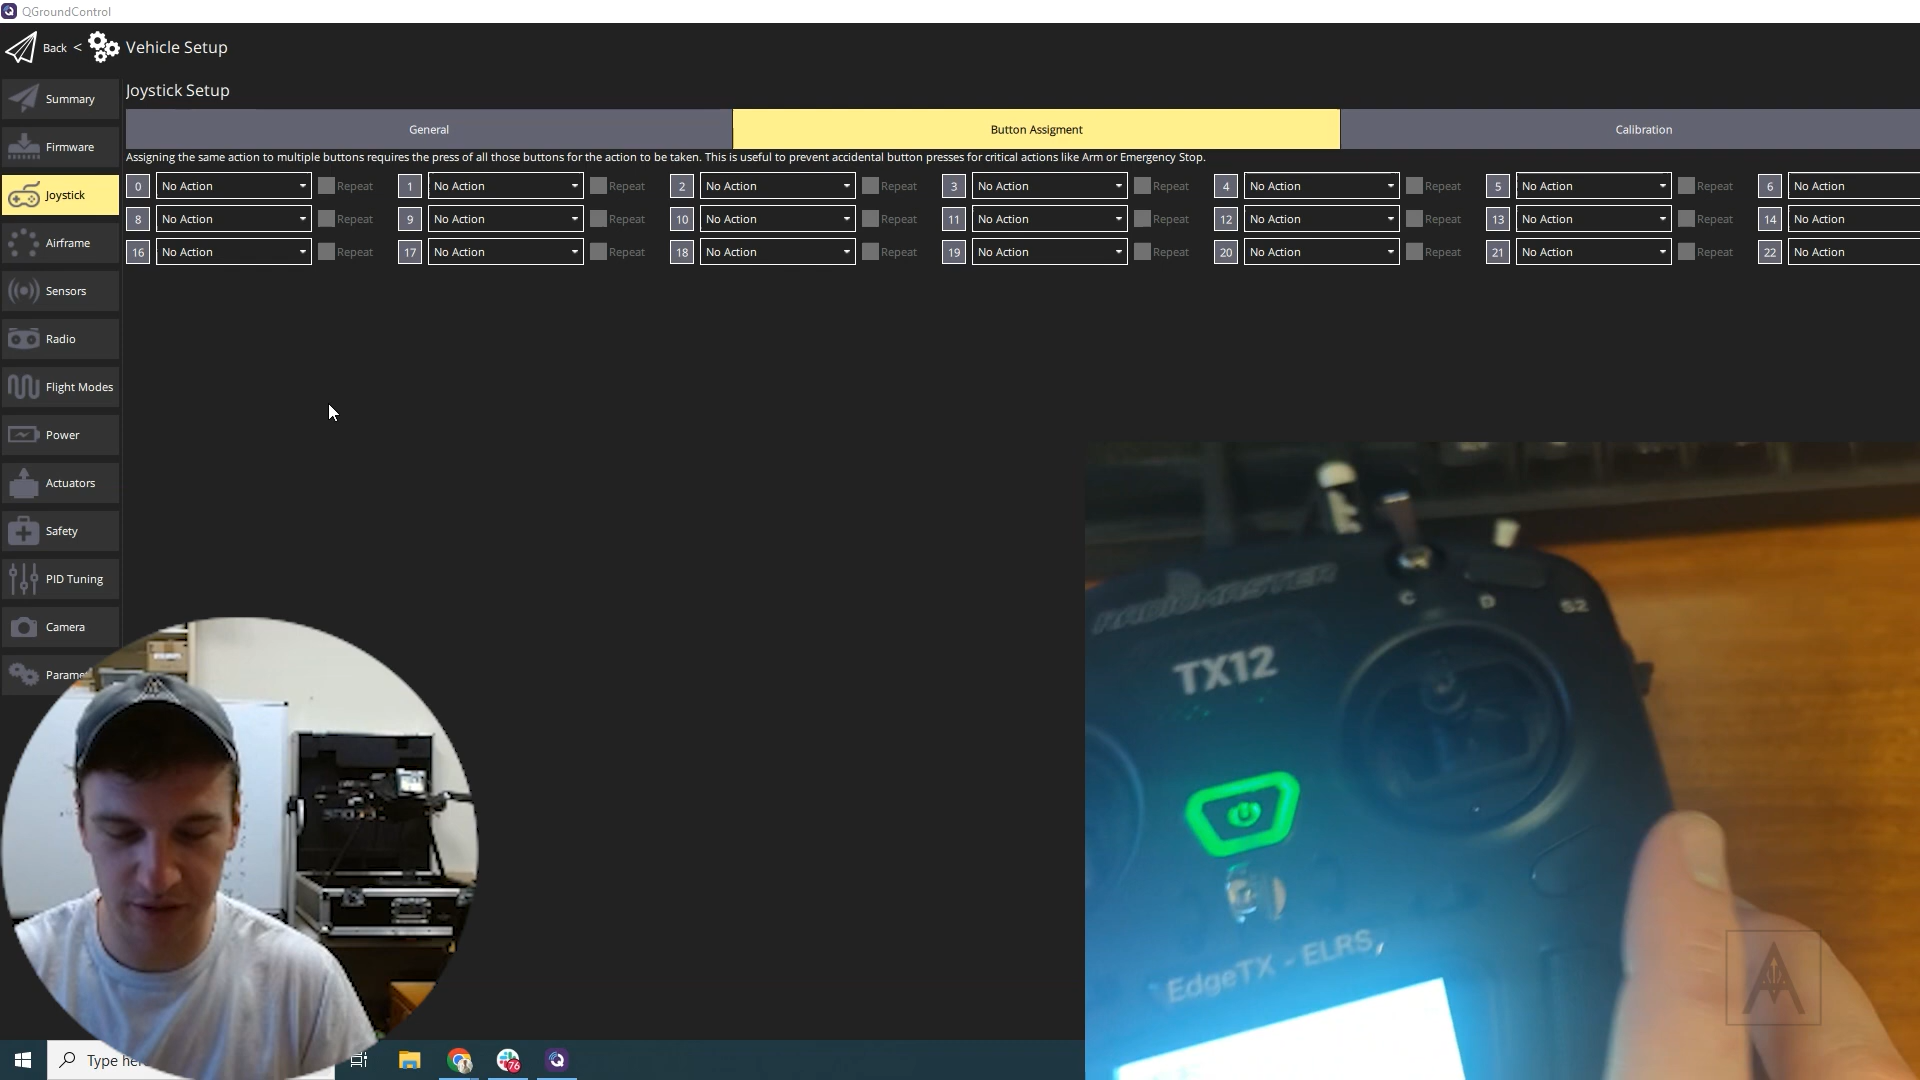 QGroundControl
Back < Vehicle Setup
Summary
Firmware
Joystick
Airframe
Sensors
Radio
Flight Modes
Power
Actuators
Safety
PID Tuning
Camera
Joystick Setup
General Button Assigment Calibration
Assigning the same action to multiple buttons requires the press of all those buttons for the action to be taken. This is useful to prevent accidental button presses for critical actions like Arm or Emergency Stop.
0 No Action Repeat 1 No Action Repeat 2 No Action Repeat 3 No Action Repeat 4 No Action Repeat 5 No Action Repeat 6 No Action
8 No Action Repeat 9 No Action Repeat 10 No Action Repeat 11 No Action Repeat 12 No Action Repeat 13 No Action Repeat 14 No Action
16 No Action Repeat 17 No Action Repeat 18 No Action Repeat 19 No Action Repeat 20 No Action Repeat 21 No Action Repeat 22 No Action
RADIOMASTER
C D S2
TX12
EdgeTX - ELRS
Type
76